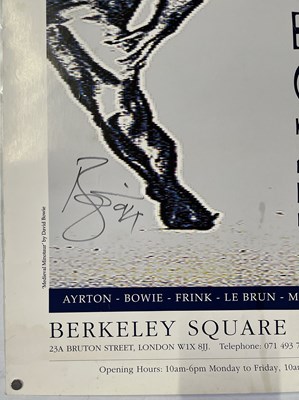 'Medieval Minotaur' by David Bowie
AYRTON - BOWIE - FRINK - LE BRUN - M
BERKELEY SQUARE
23A BRUTON STREET, LONDON W1X 8JJ. Telephone: 071 493 7
Opening Hours: 10am-6pm Monday to Friday, 10a